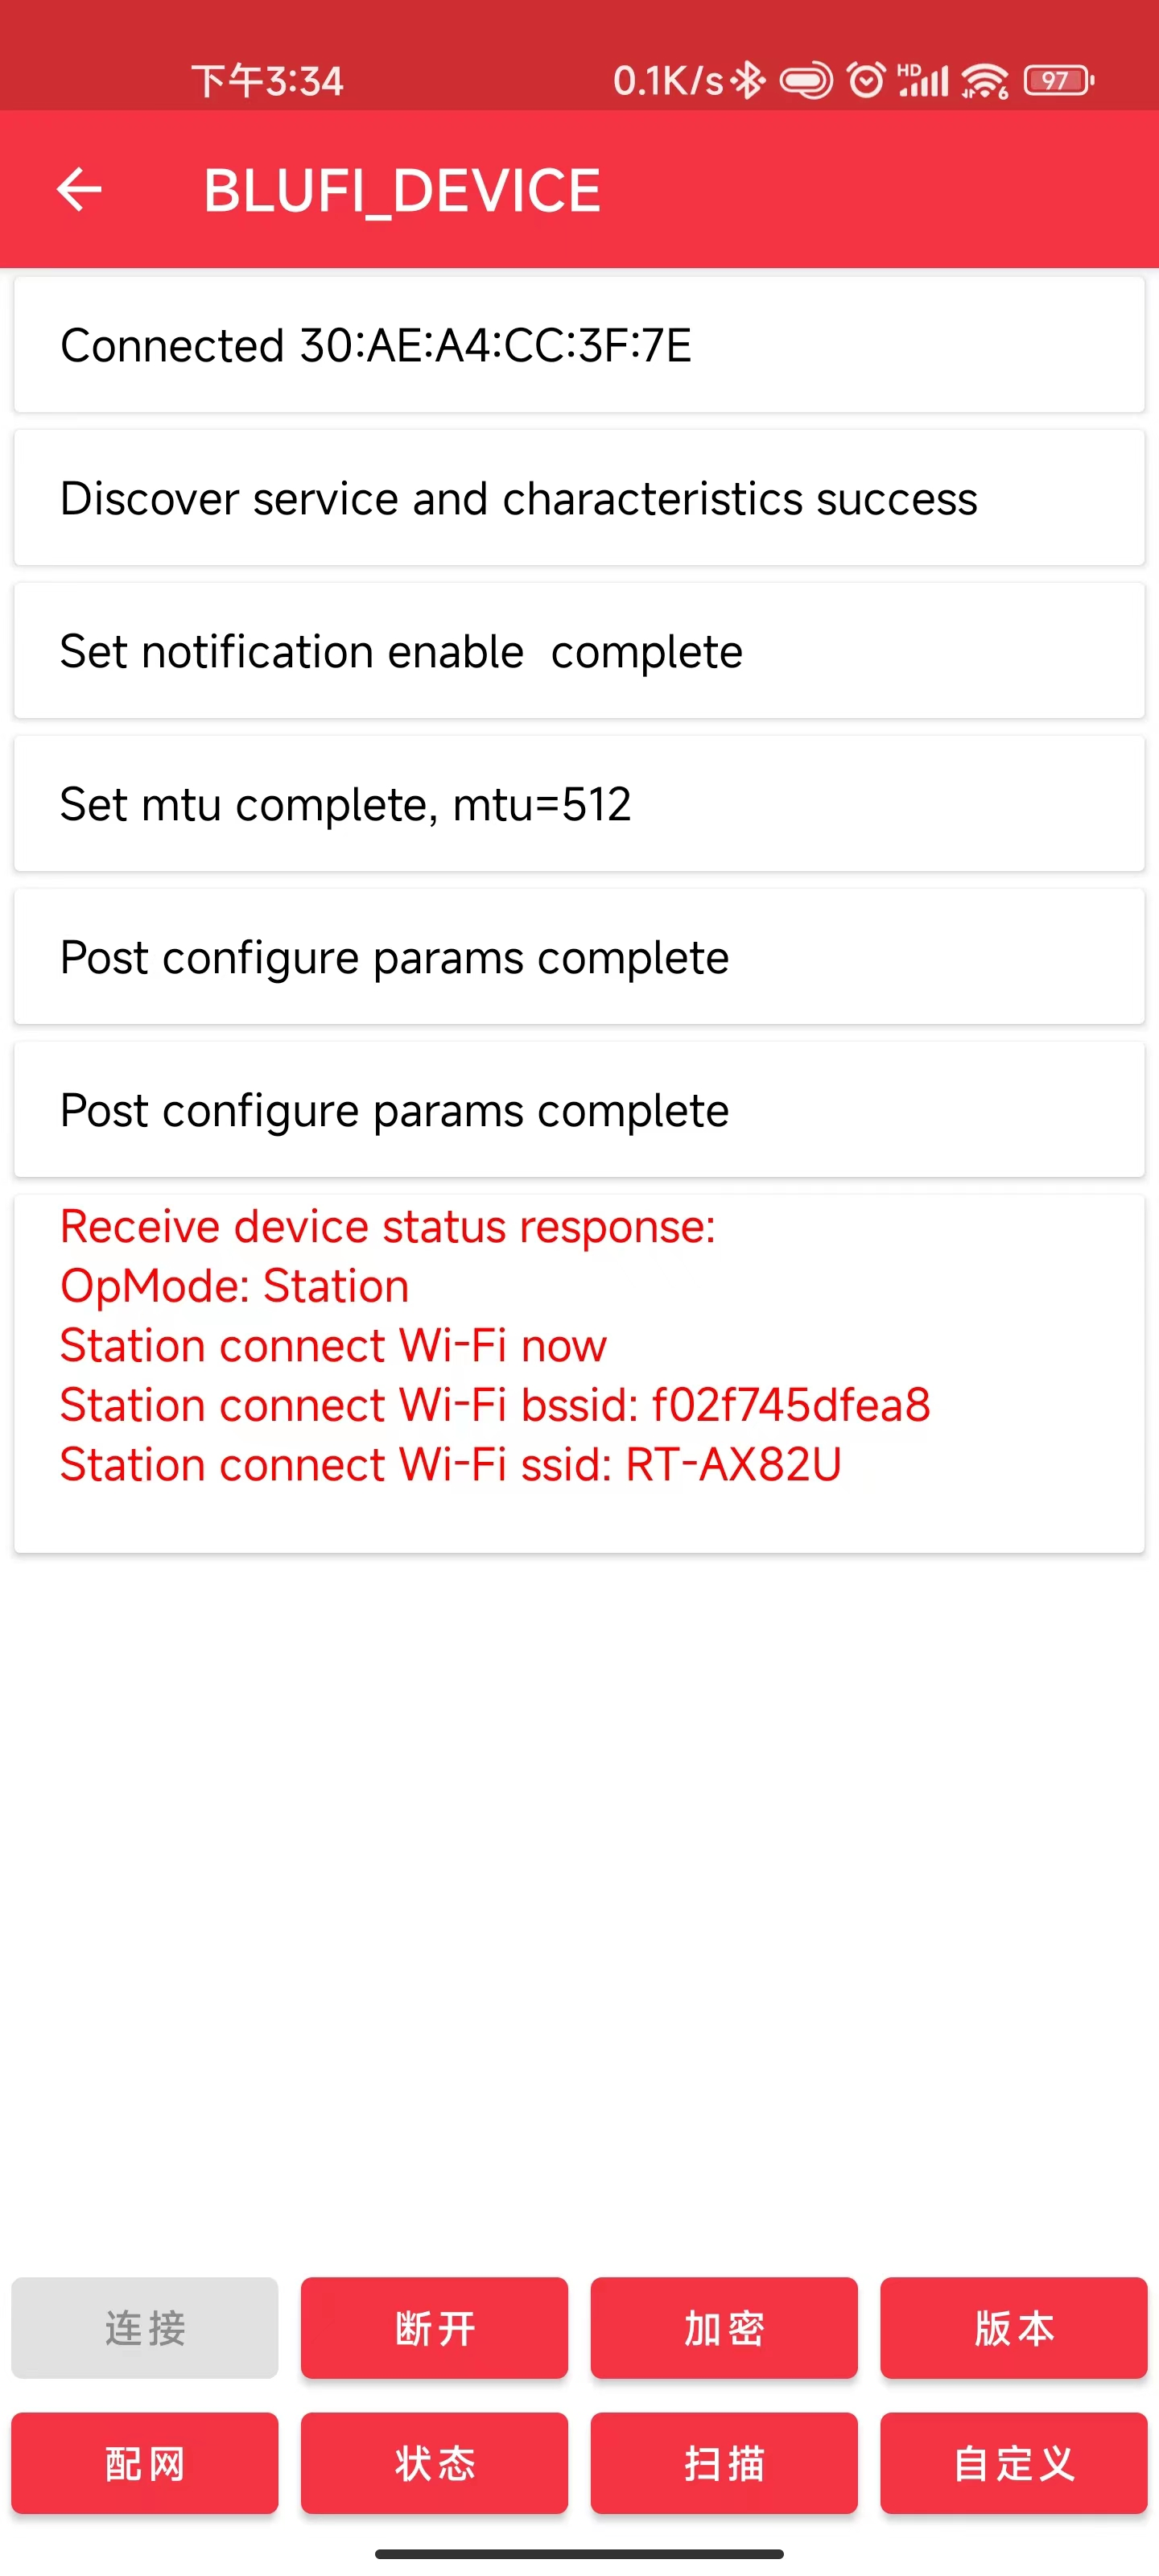 下午3:34
0.1K/s HD 6 97
BLUFI_DEVICE
Connected 30:AE:A4:CC:3F:7E
Discover service and characteristics success
Set notification enable  complete
Set mtu complete, mtu=512
Post configure params complete
Post configure params complete
Receive device status response:
OpMode: Station
Station connect Wi-Fi now
Station connect Wi-Fi bssid: f02f745dfea8
Station connect Wi-Fi ssid: RT-AX82U
连接 断开 加密 版本
配网 状态 扫描 自定义